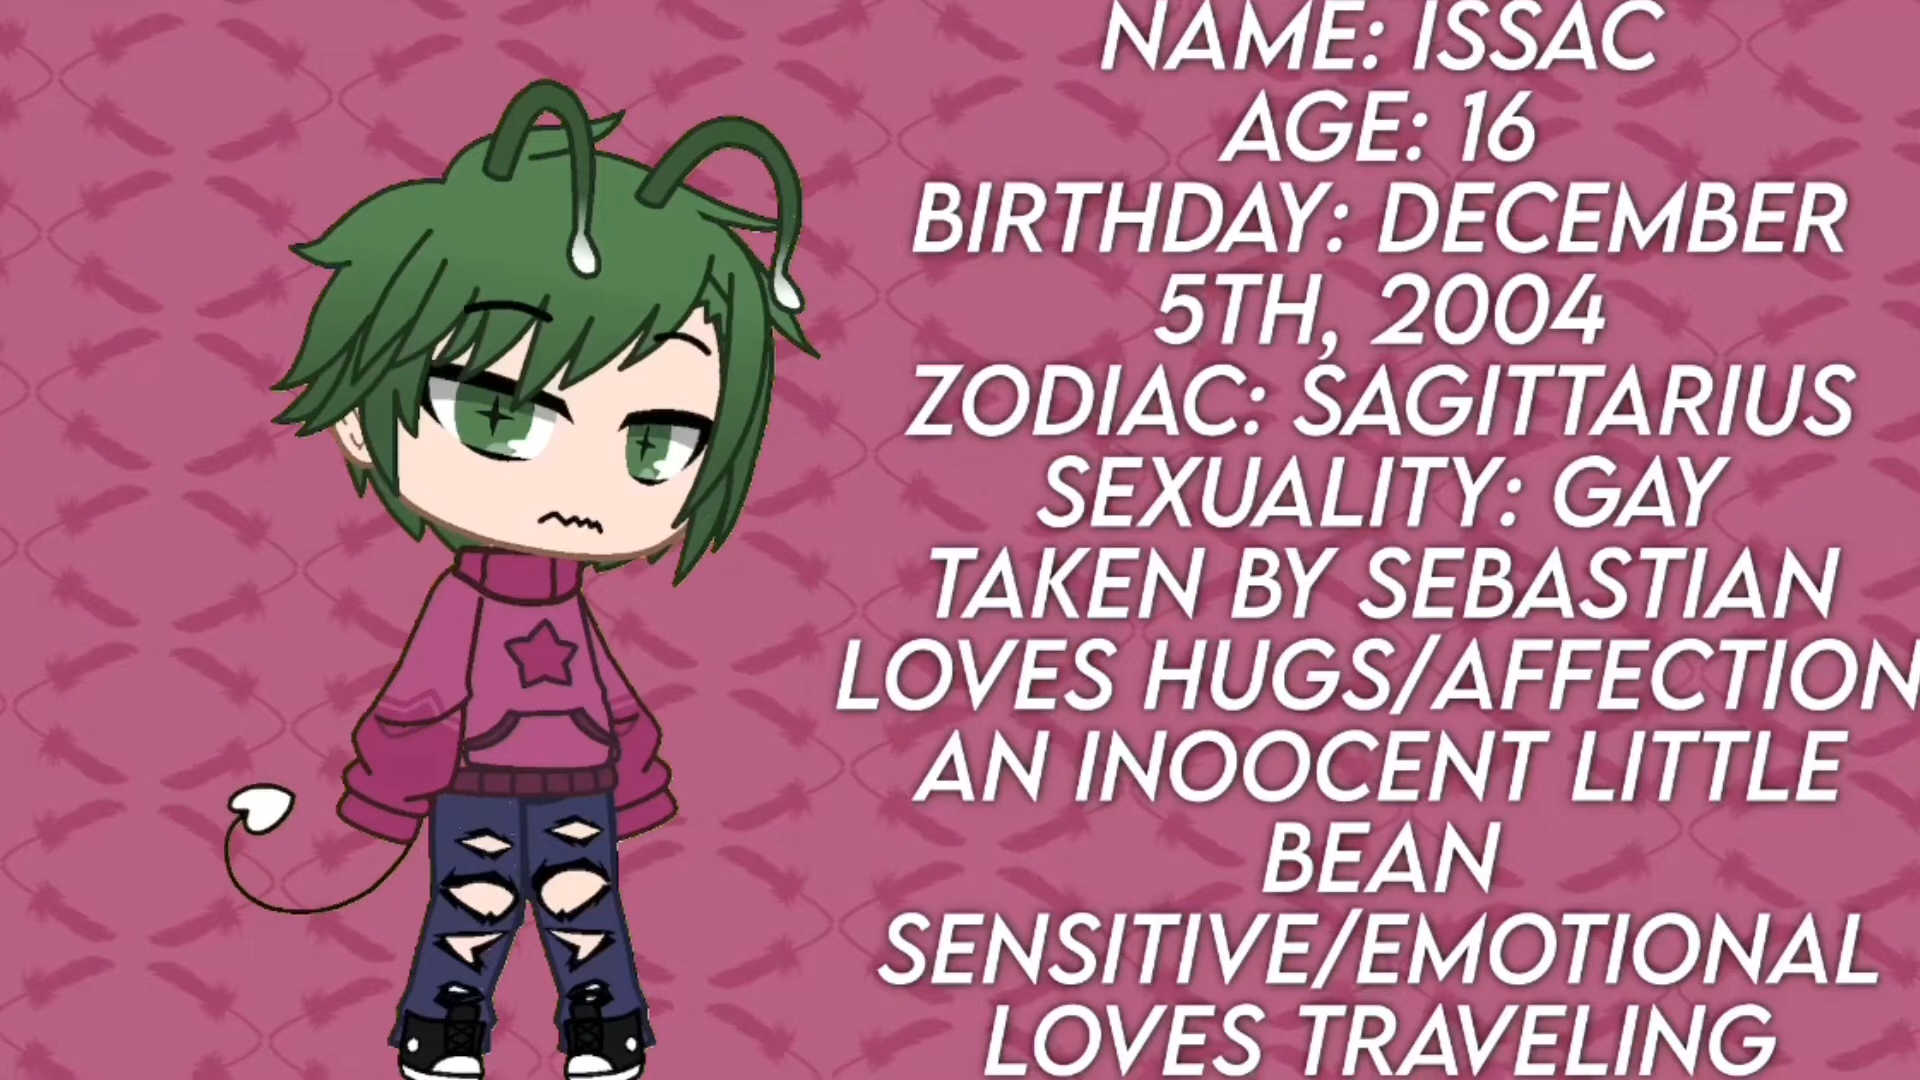 NAME: ISSAC
AGE: 16
BIRTHDAY: DECEMBER
5TH, 2004
ZODIAC: SAGITTARIUS
SEXUALITY: GAY
TAKEN BY SEBASTIAN
LOVES HUGS/AFFECTION
AN INOOCENT LITTLE
BEAN
SENSITIVE/EMOTIONAL
LOVES TRAVELING